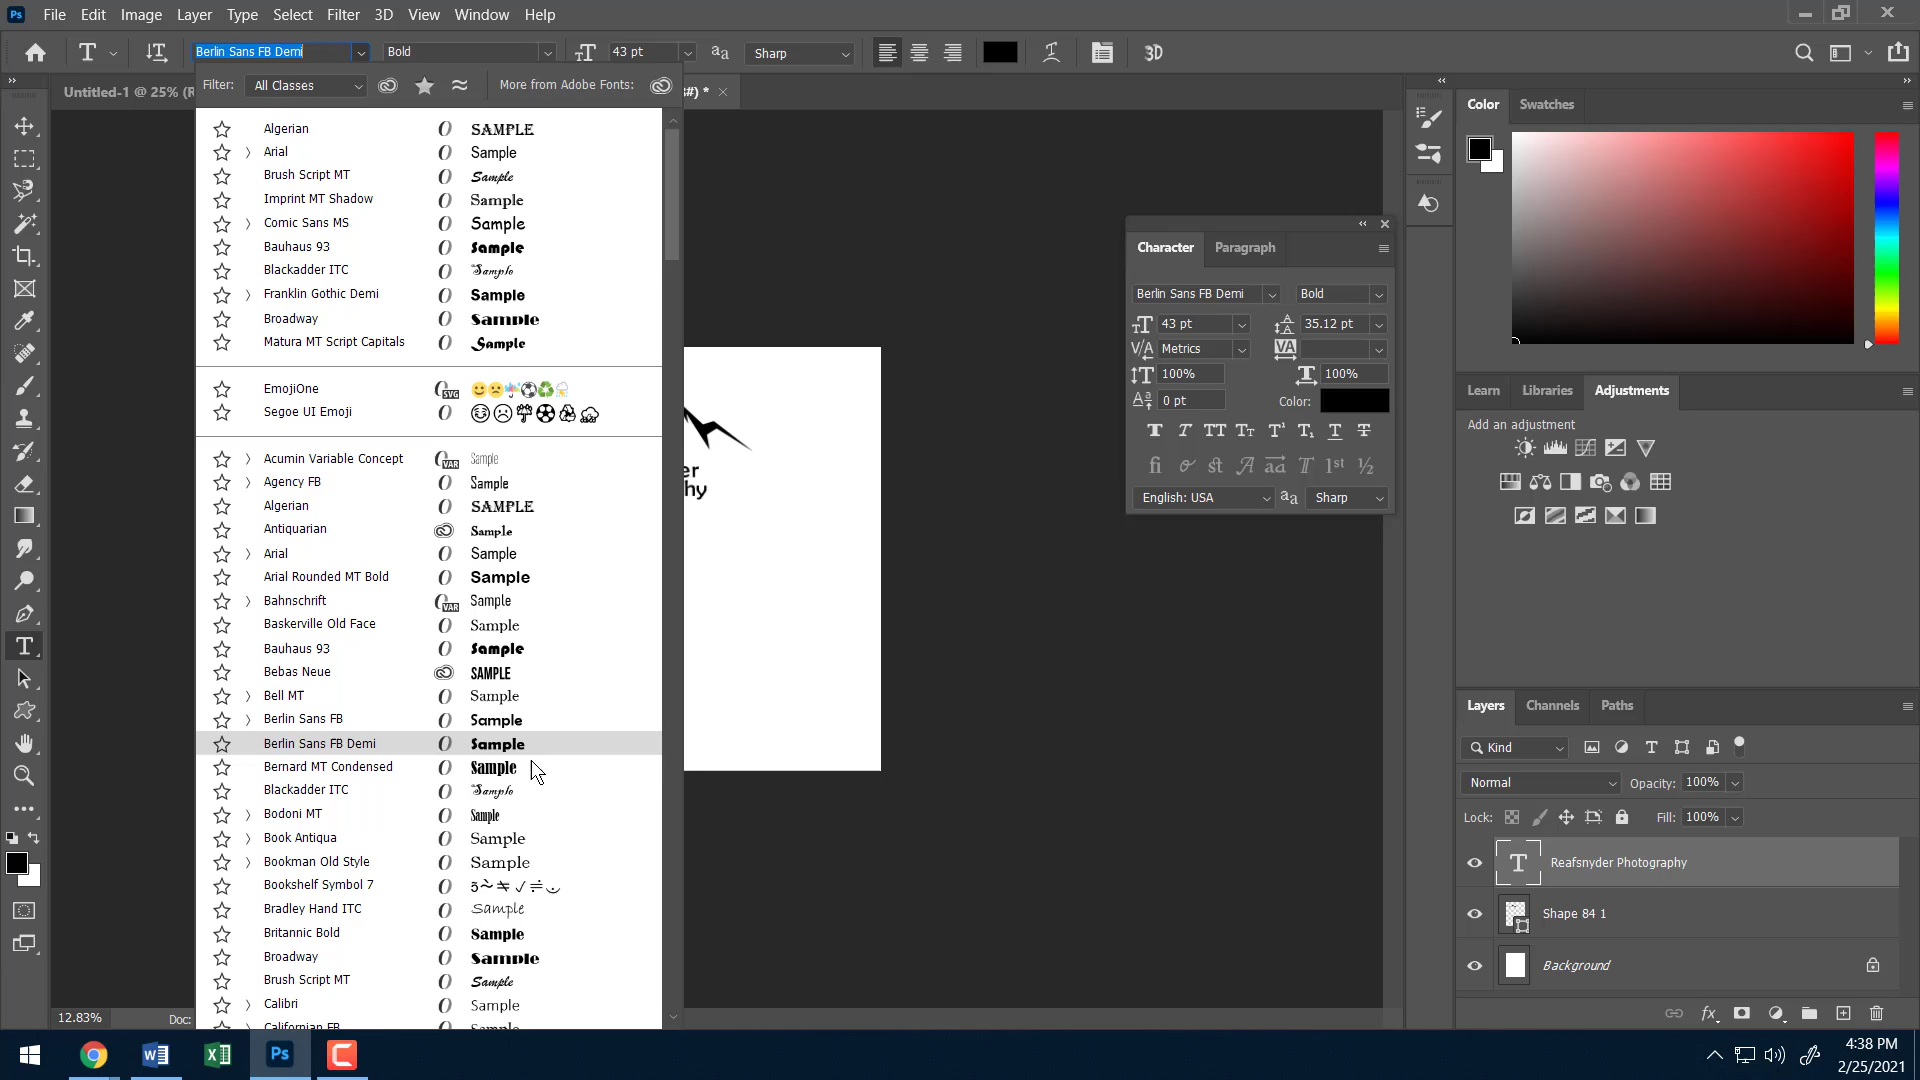 File Edit Image Layer Type Select Filter 3D View Window Help
Berlin Sans FB Demi Bold 43 pt Sharp
Filter: All Classes More from Adobe Fonts:
Untitled-1 @ 25% (R #) *
Algerian SAMPLE
Arial Sample
Brush Script MT Sample
Imprint MT Shadow Sample
Comic Sans MS Sample
Bauhaus 93 Sample
Blackadder ITC Sample
Franklin Gothic Demi Sample
Broadway Sample
Matura MT Script Capitals Sample
EmojiOne
Segoe UI Emoji
Acumin Variable Concept Sample
Agency FB Sample
Algerian SAMPLE
Antiquarian Sample
Arial Sample
Arial Rounded MT Bold Sample
Bahnschrift Sample
Baskerville Old Face Sample
Bauhaus 93 Sample
Bebas Neue SAMPLE
Bell MT Sample
Berlin Sans FB Sample
Berlin Sans FB Demi Sample
Bernard MT Condensed Sample
Blackadder ITC Sample
Bodoni MT Sample
Book Antiqua Sample
Bookman Old Style Sample
Bookshelf Symbol 7
Bradley Hand ITC Sample
Britannic Bold Sample
Broadway Sample
Brush Script MT Sample
Calibri Sample
Californian FB Sample
er
hy
12.83% Doc:
Character Paragraph
Berlin Sans FB Demi Bold
43 pt 35.12 pt
Metrics
100% 100%
0 pt Color:
English: USA Sharp
Color Swatches
Learn Libraries Adjustments
Add an adjustment
Layers Channels Paths
Kind
Normal Opacity: 100%
Lock: Fill: 100%
Reafsnyder Photography
Shape 84 1
Background
4:38 PM
2/25/2021